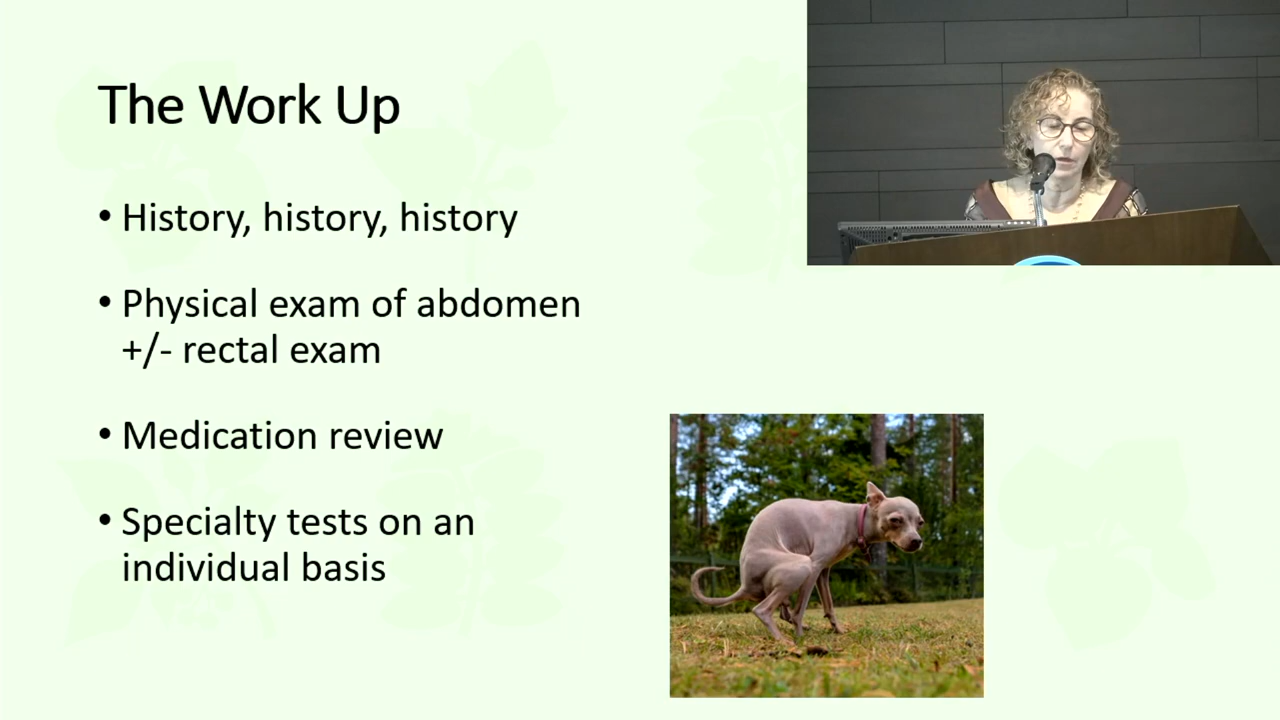 The Work Up
• History, history, history
• Physical exam of abdomen
+/- rectal exam
• Medication review
• Specialty tests on an
individual basis